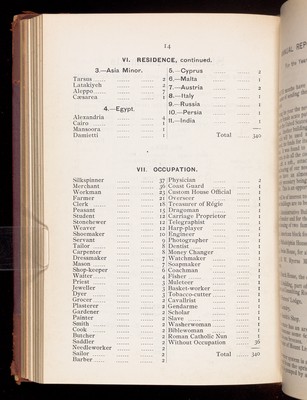 14
VI. RESIDENCE, continued.
3.—Asia Minor.
Tarsus 2
Latakiyeh 2
Aleppo 7
Cæsarea 1
4.—Egypt.
Alexandria 4
Cairo 1
Mansoora 1
Damietti 1
5.—Cyprus 2
6.—Malta 1
7.—Austria 2
8.—Italy 1
9.—Russia 1
10.—Persia 1
11.—India 1
Total 340
VII. OCCUPATION.
Silkspinner 37
Merchant 36
Workman 23
Farmer 21
Clerk 18
Peasant 13
Student 12
Stonehewer 12
Weaver 12
Shoemaker 10
Servant 9
Tailor 8
Carpenter 8
Dressmaker 7
Mason 7
Shop-keeper 6
Waiter 4
Priest 3
Jeweller 3
Dyer 3
Grocer 2
Plasterer 2
Gardener 2
Painter 2
Smith 2
Cook 2
Butcher 2
Saddler 2
Needleworker 2
Sailor 2
Barber 2
Physician 2
Coast Guard 1
Custom House Official 1
Overseer 1
Treasurer of Régie 1
Dragoman 1
Carriage Proprietor 1
Telegraphist 1
Harp-player 1
Engineer 1
Photographer 1
Dentist 1
Money Changer 1
Watchmaker 1
Soapmaker 1
Coachman 1
Fisher 1
Muleteer 1
Basket-worker 1
Tobacco-cutter 1
Cavallrist 1
Gendarme 1
Scholar 1
Slave 1
Washerwoman 1
Biblewoman 1
Roman Catholic Nun 1
Without Occupation 36
Total 340